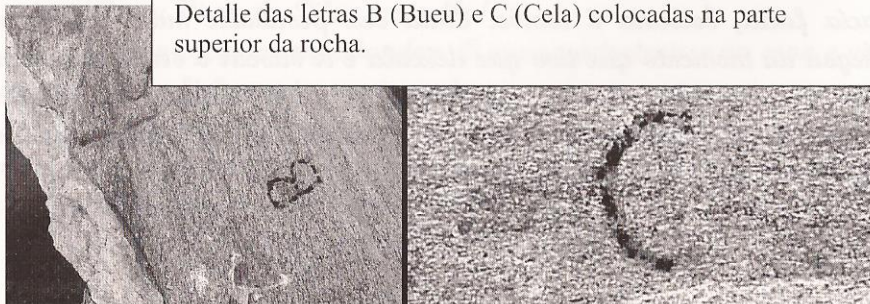 Detalle das letras B (Bueu) e C (Cela) colocadas na parte
superior da rocha.
B
C